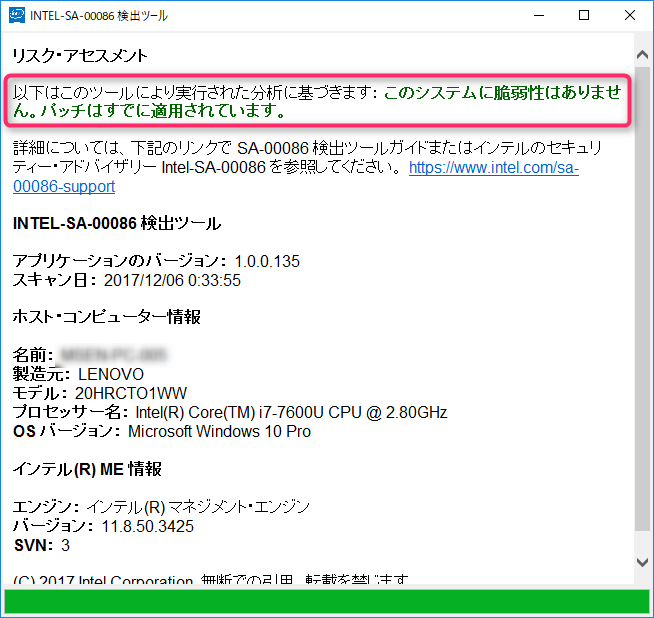 INTEL-SA-00086 検出ツール
リスク・アセスメント
以下はこのツールにより実行された分析に基づきます: このシステムに脆弱性はありませ
ん。パッチはすでに適用されています。
詳細については、下記のリンクで SA-00086 検出ツールガイドまたはインテルのセキュリ
ティー・アドバイザリー Intel-SA-00086 を参照してください。 https://www.intel.com/sa-
00086-support
INTEL-SA-00086 検出ツール
アプリケーションのバージョン: 1.0.0.135
スキャン日: 2017/12/06 0:33:55
ホスト・コンピューター情報
名前:
製造元: LENOVO
モデル: 20HRCTO1WW
プロセッサー名: Intel(R) Core(TM) i7-7600U CPU @ 2.80GHz
OS バージョン: Microsoft Windows 10 Pro
インテル(R) ME 情報
エンジン: インテル(R) マネジメント・エンジン
バージョン: 11.8.50.3425
SVN: 3
(C) 2017 Intel Corporation. 無断での引用、転載を禁じます